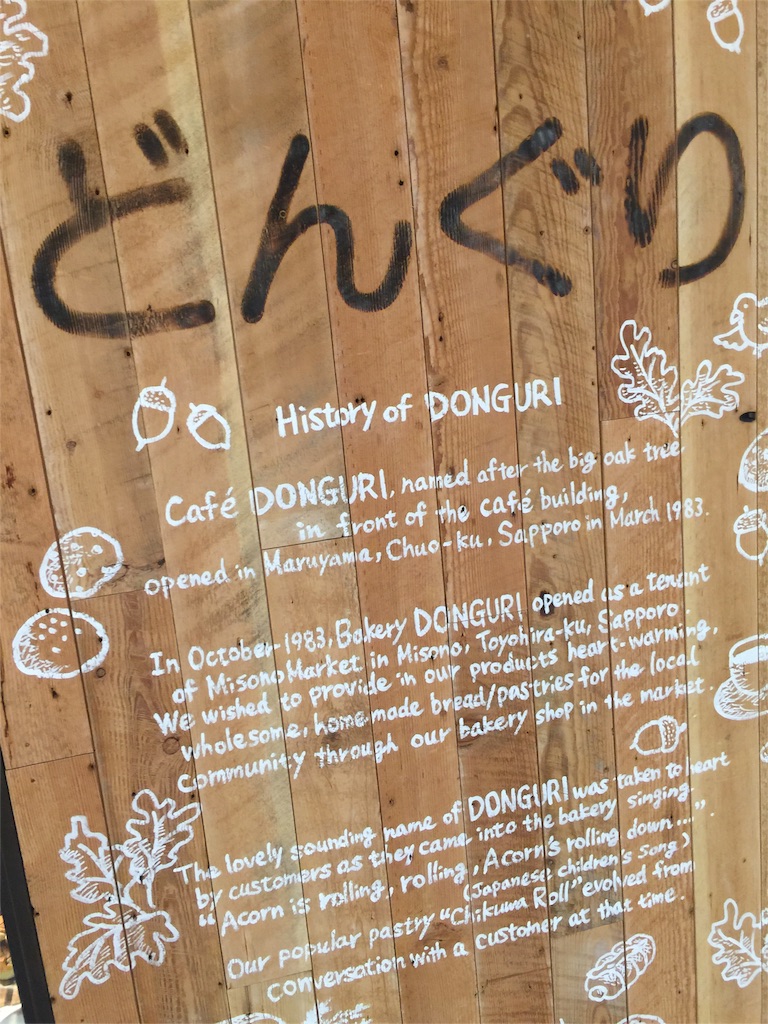 どんぐり
History of DONGURI
Café DONGURI, named after the big oak tree
in front of the café building,
opened in Maruyama, Chuo-ku, Sapporo in March 1983.
In October 1983, Bakery DONGURI opened as a tenant
of Misono Market in Misono, Toyohira-ku, Sapporo.
We wished to provide in our products heart-warming,
wholesome, home-made bread/pastries for the local
community through our bakery shop in the market.
The lovely sounding name of DONGURI was taken to heart
by customers as they came into the bakery singing.
“Acorn is rolling, rolling, Acorn's rolling down...”.
(Japanese children's Song)
Our popular pastry “Chikuwa Roll” evolved from
conversation with a customer at that time.